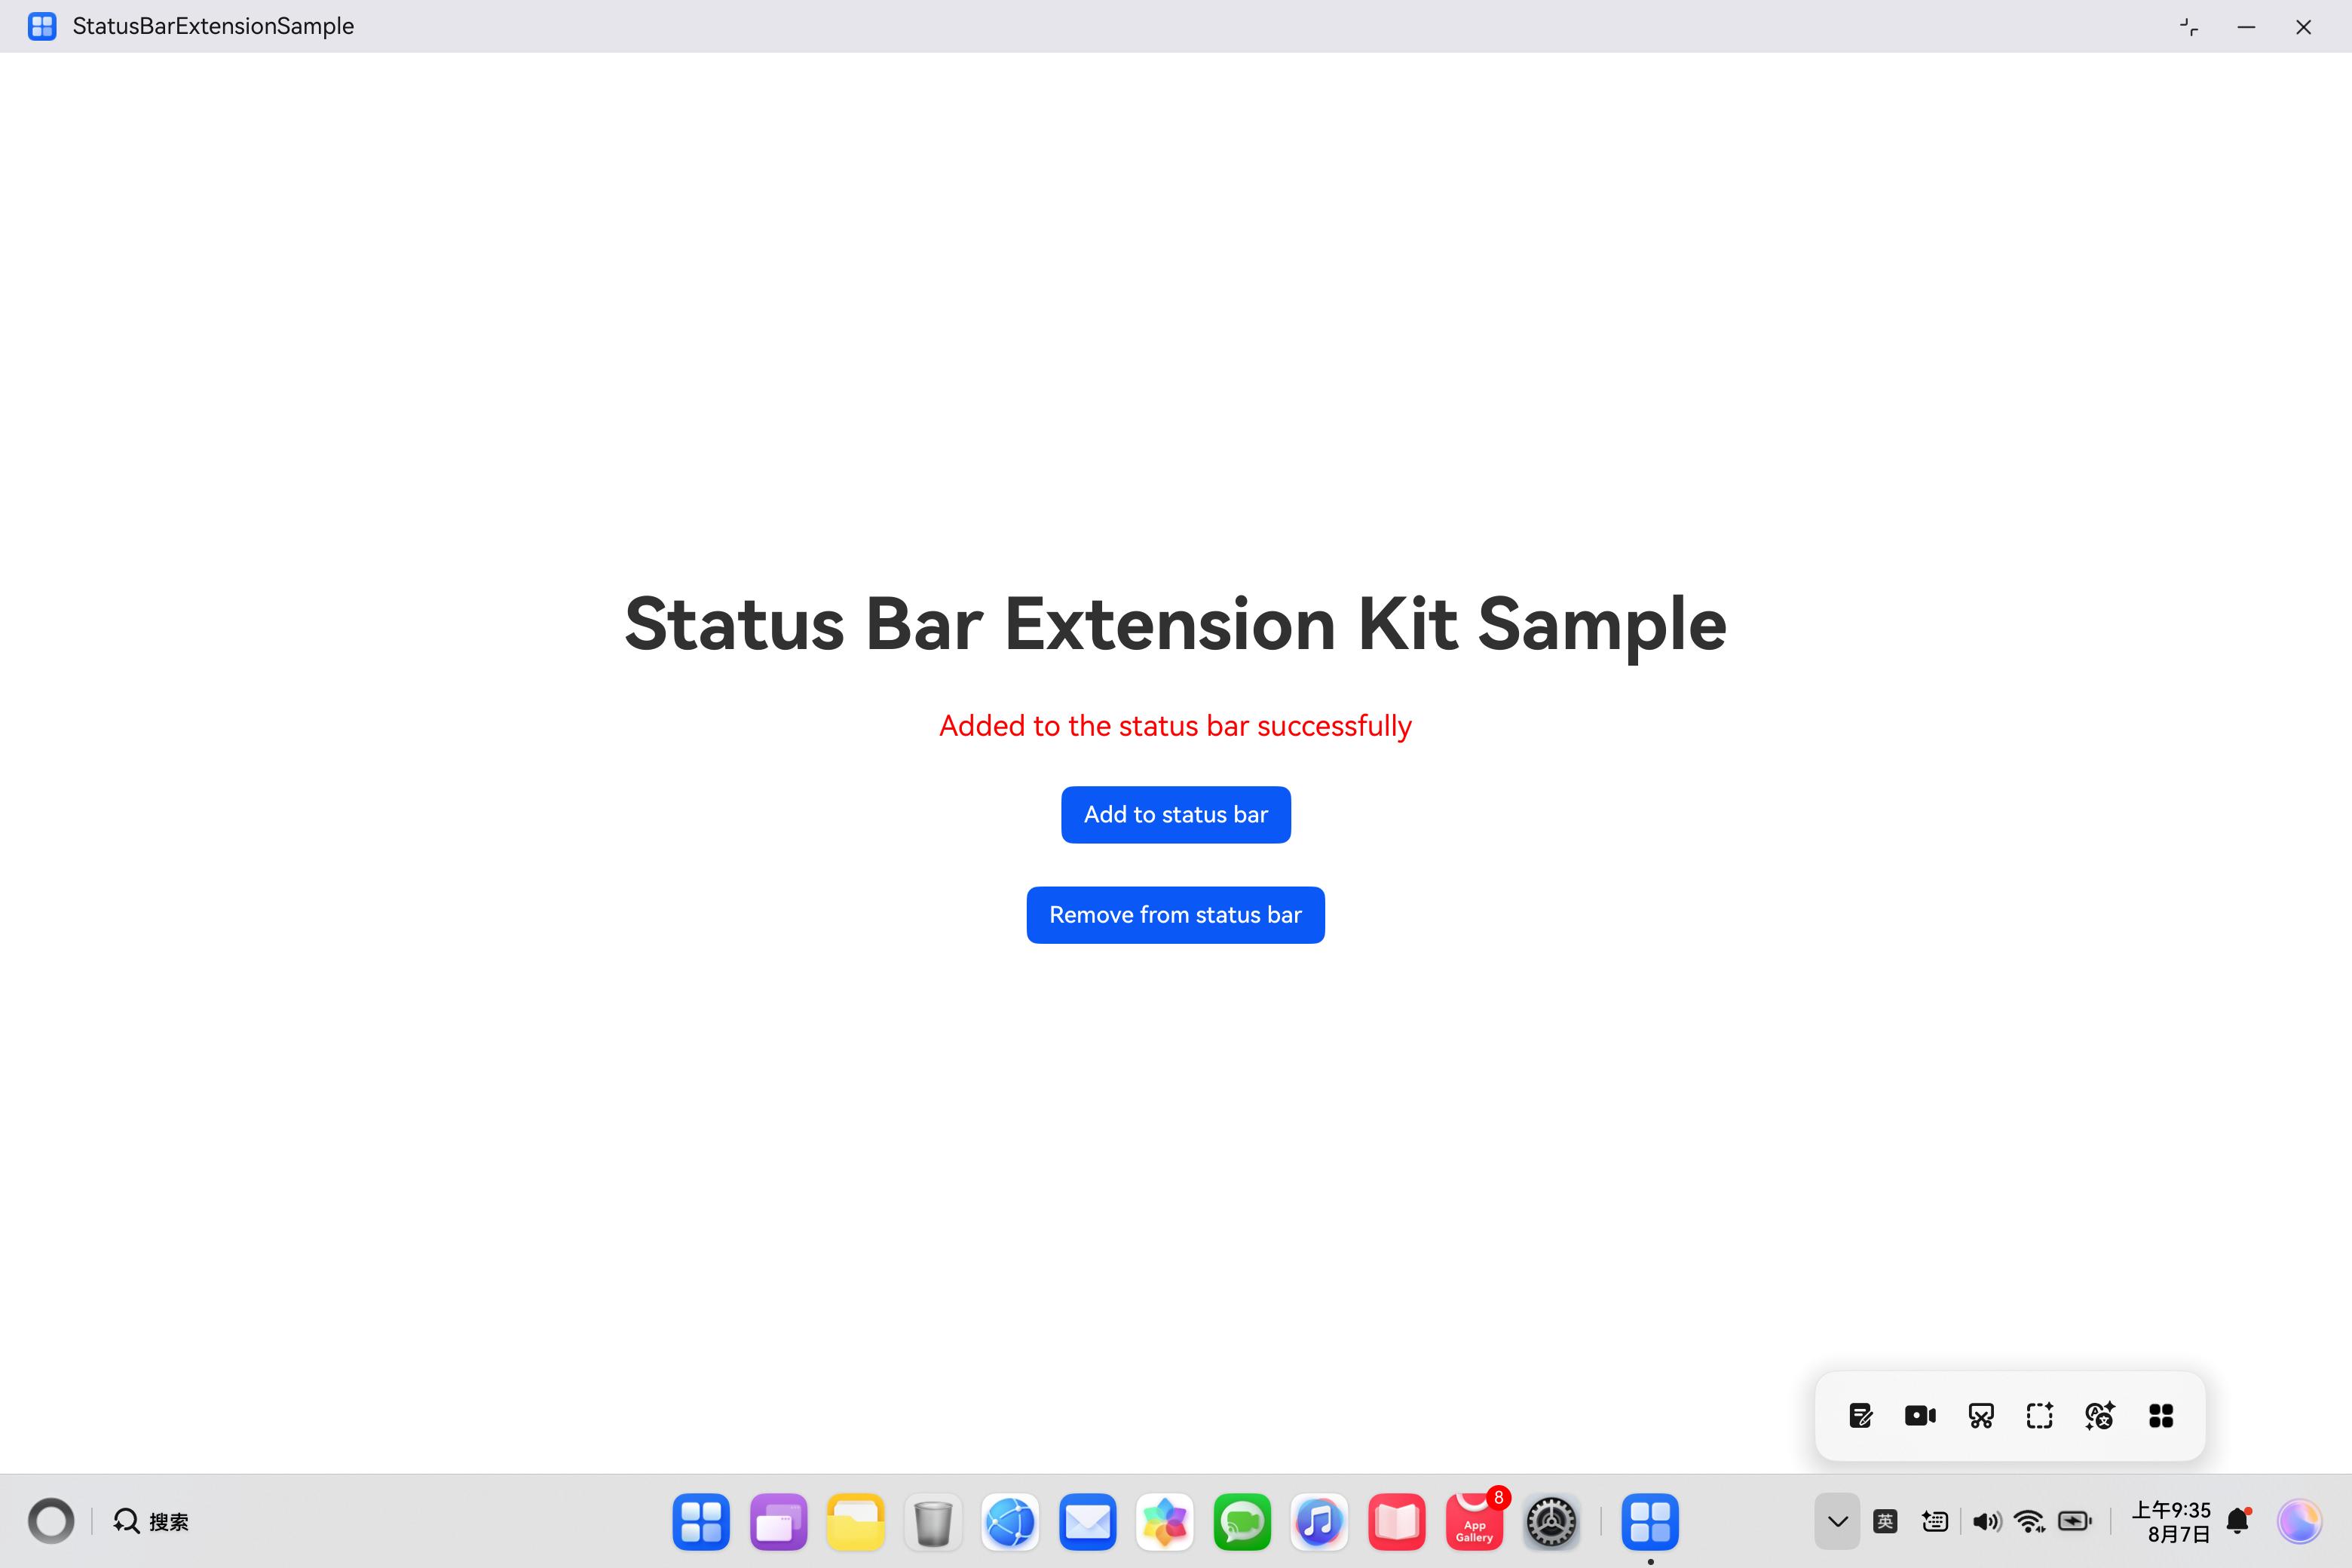 StatusBarExtensionSample
Status Bar Extension Kit Sample
Added to the status bar successfully
Add to status bar
Remove from status bar
搜索
8
App
Gallery
英
上午9:35
8月7日